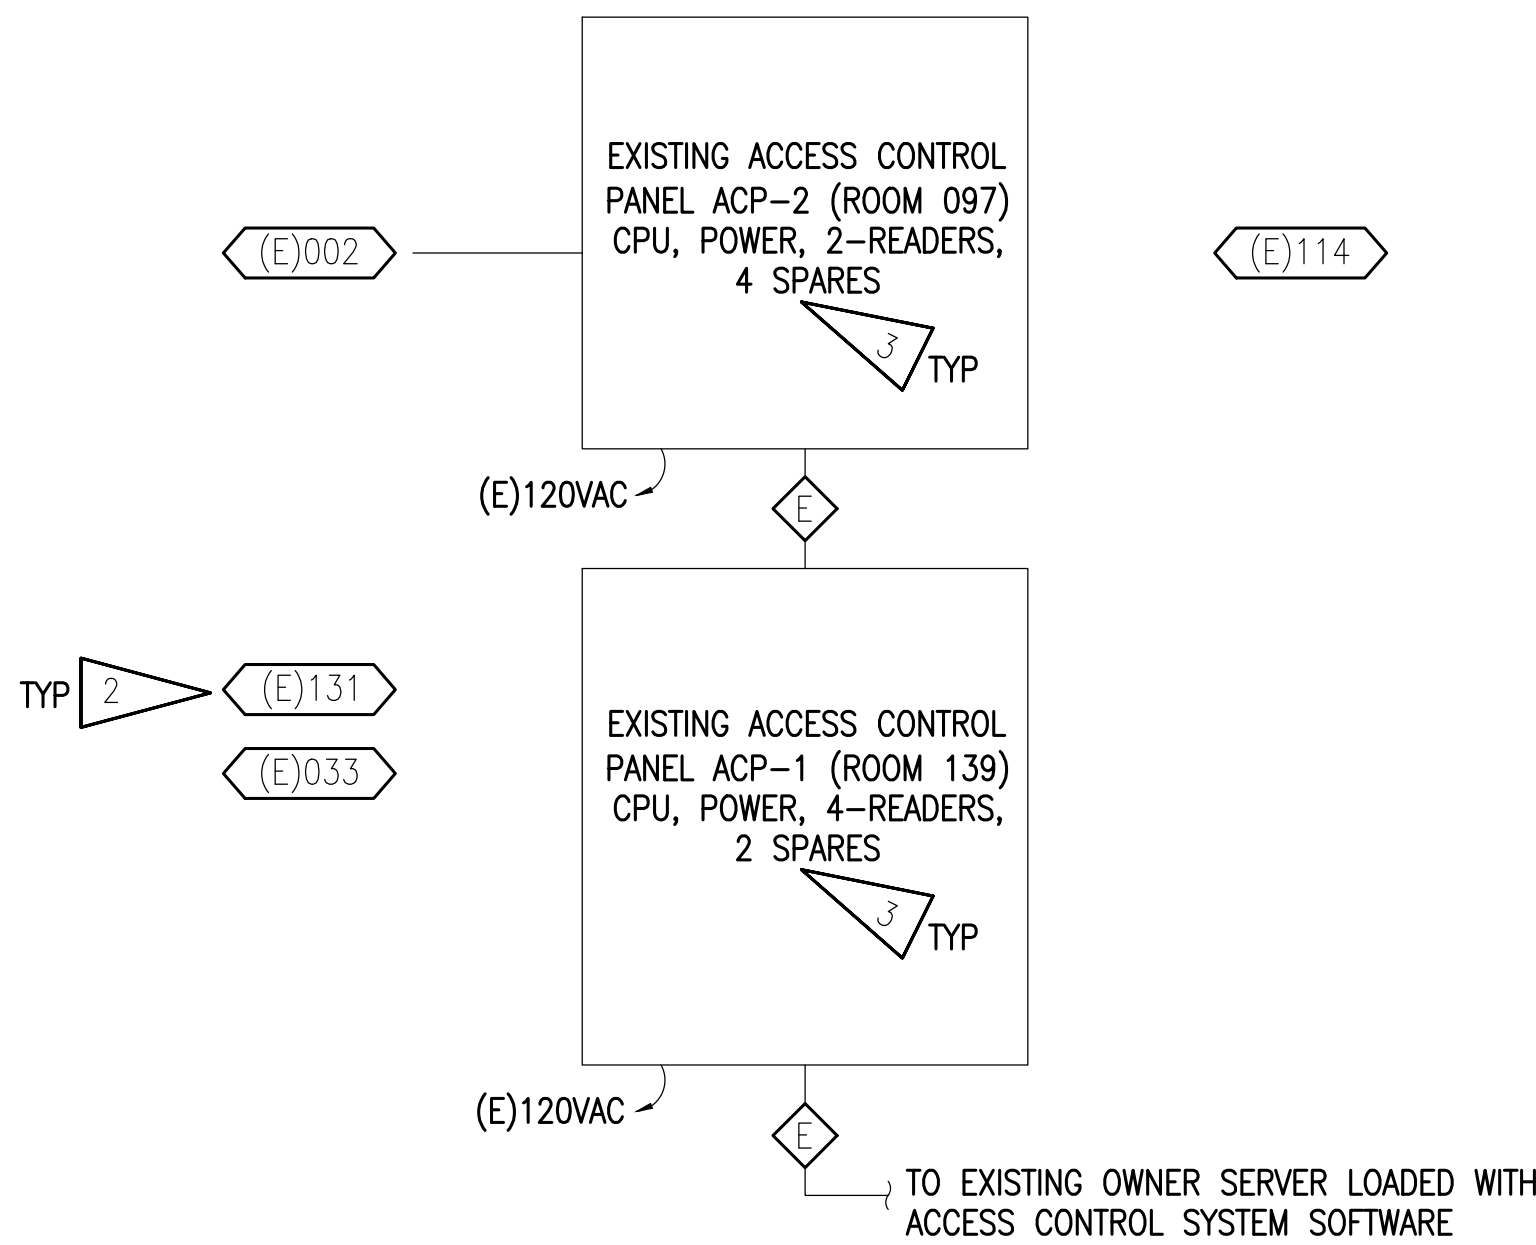 EXISTING ACCESS CONTROL
PANEL ACP-2 (ROOM 097)
CPU, POWER, 2-READERS,
4 SPARES
(E)002
(E)114
3
TYP
(E)120VAC
E
TYP
2
(E)131
(E)033
EXISTING ACCESS CONTROL
PANEL ACP-1 (ROOM 139)
CPU, POWER, 4-READERS,
2 SPARES
3
TYP
(E)120VAC
E
TO EXISTING OWNER SERVER LOADED WITH
ACCESS CONTROL SYSTEM SOFTWARE